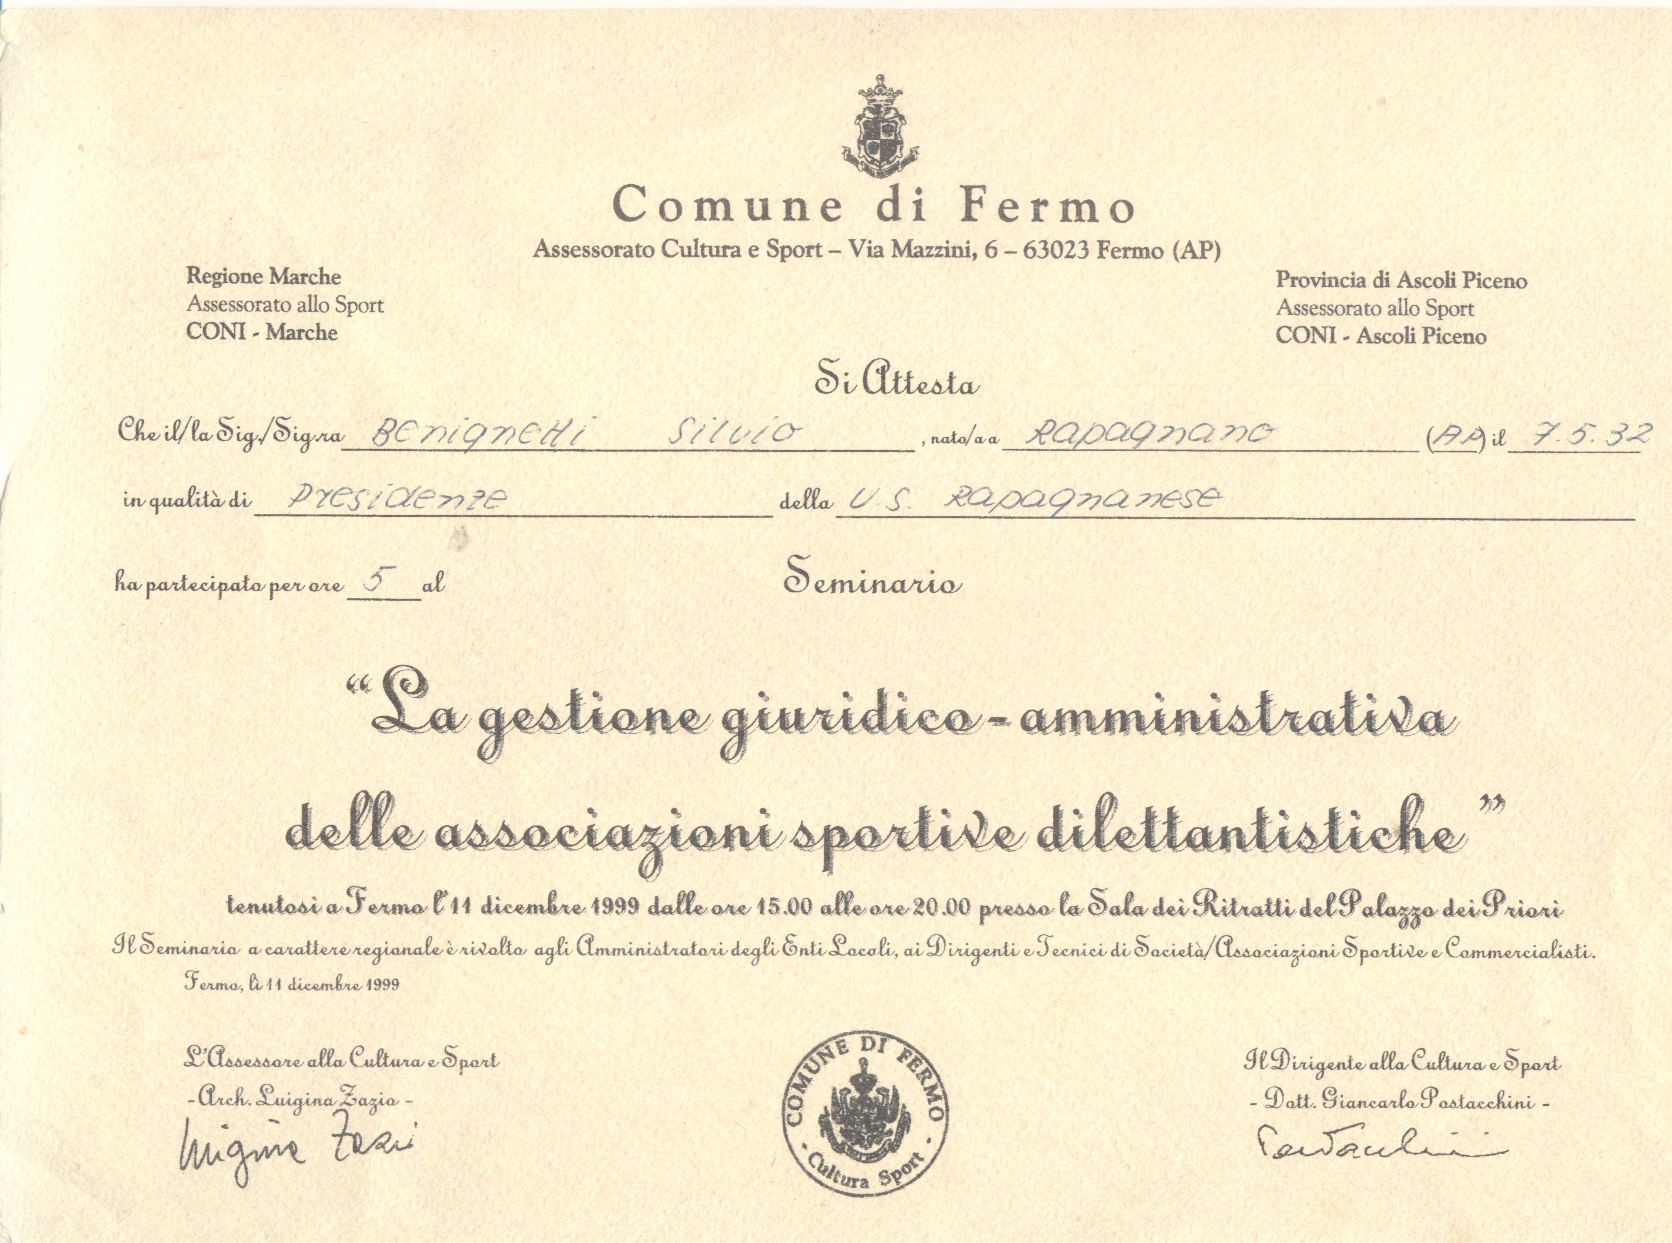 Comune di Fermo
Assessorato Cultura e Sport – Via Mazzini, 6 – 63023 Fermo (AP)
Regione Marche
Assessorato allo Sport
CONI - Marche
Provincia di Ascoli Piceno
Assessorato allo Sport
CONI - Ascoli Piceno
Si Attesta
Che il/la Sig./Sig.ra Benignetti Silvio , nato/a a Rapagnano (AP) il 7.5.32
in qualità di Presidenze della U.S. Rapagnanese
ha partecipato per ore 5 al Seminario
“La gestione giuridico-amministrativa
delle associazioni sportive dilettantistiche”
tenutosi a Fermo l'11 dicembre 1999 dalle ore 15.00 alle ore 20.00 presso la Sala dei Ritratti del Palazzo dei Priori
Il Seminario a carattere regionale è rivolto agli Amministratori degli Enti Locali, ai Dirigenti e Tecnici di Società/Associazioni Sportive e Commercialisti.
Fermo, lì 11 dicembre 1999
L'Assessore alla Cultura e Sport
-Arch. Luigina Zazio -
Luigina Zazio
COMUNE DI FERMO
- Cultura Sport -
Il Dirigente alla Cultura e Sport
- Dott. Giancarlo Postacchini -
Postacchini